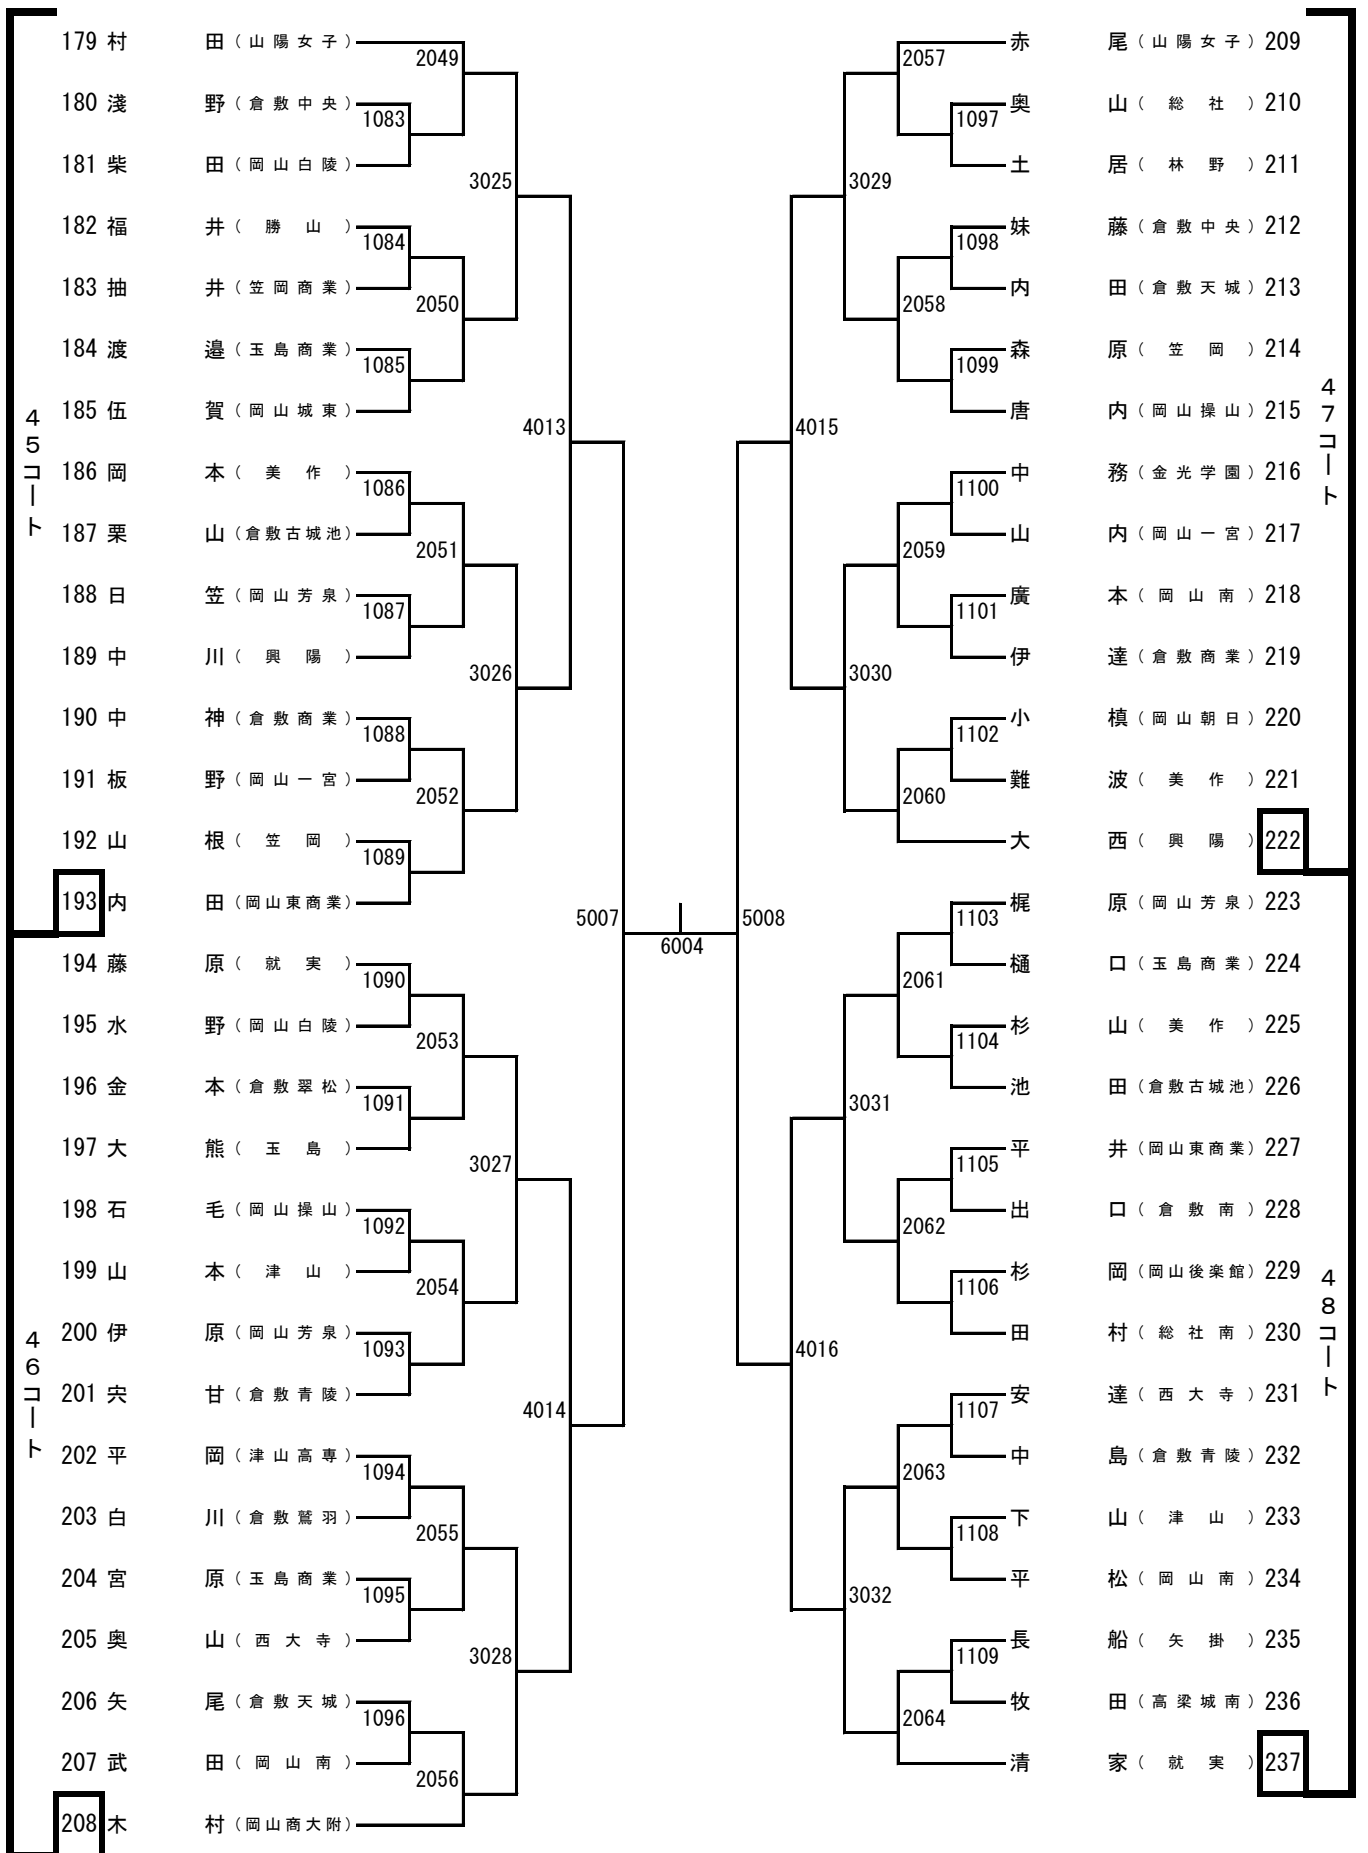 179 村 田 (山陽女子)
180 淺 野 (倉敷中央)
181 柴 田 (岡山白陵)
182 福 井 (勝山)
183 抽 井 (笠岡商業)
184 渡 邉 (玉島商業)
185 伍 賀 (岡山城東)
186 岡 本 (美作)
187 栗 山 (倉敷古城池)
188 日 笠 (岡山芳泉)
189 中 川 (興陽)
190 中 神 (倉敷商業)
191 板 野 (岡山一宮)
192 山 根 (笠岡)
193 内 田 (岡山東商業)
45コート
194 藤 原 (就実)
195 水 野 (岡山白陵)
196 金 本 (倉敷翠松)
197 大 熊 (玉島)
198 石 毛 (岡山操山)
199 山 本 (津山)
200 伊 原 (岡山芳泉)
201 宍 甘 (倉敷青陵)
202 平 岡 (津山高専)
203 白 川 (倉敷鷲羽)
204 宮 原 (玉島商業)
205 奥 山 (西大寺)
206 矢 尾 (倉敷天城)
207 武 田 (岡山南)
208 木 村 (岡山商大附)
46コート
1083
1084
1085
1086
1087
1088
1089
1090
1091
1092
1093
1094
1095
1096
2049
2050
2051
2052
2053
2054
2055
2056
3025
3026
3027
3028
4013
4014
5007
6004
5008
4015
4016
3029
3030
3031
3032
2057
2058
2059
2060
2061
2062
2063
2064
1097
1098
1099
1100
1101
1102
1103
1104
1105
1106
1107
1108
1109
赤 尾 (山陽女子) 209
奥 山 (総社) 210
土 居 (林野) 211
妹 藤 (倉敷中央) 212
内 田 (倉敷天城) 213
森 原 (笠岡) 214
唐 内 (岡山操山) 215
中 務 (金光学園) 216
山 内 (岡山一宮) 217
廣 本 (岡山南) 218
伊 達 (倉敷商業) 219
小 槙 (岡山朝日) 220
難 波 (美作) 221
大 西 (興陽) 222
47コート
梶 原 (岡山芳泉) 223
樋 口 (玉島商業) 224
杉 山 (美作) 225
池 田 (倉敷古城池) 226
平 井 (岡山東商業) 227
出 口 (倉敷南) 228
杉 岡 (岡山後楽館) 229
田 村 (総社南) 230
安 達 (西大寺) 231
中 島 (倉敷青陵) 232
下 山 (津山) 233
平 松 (岡山南) 234
長 船 (矢掛) 235
牧 田 (高梁城南) 236
清 家 (就実) 237
48コート